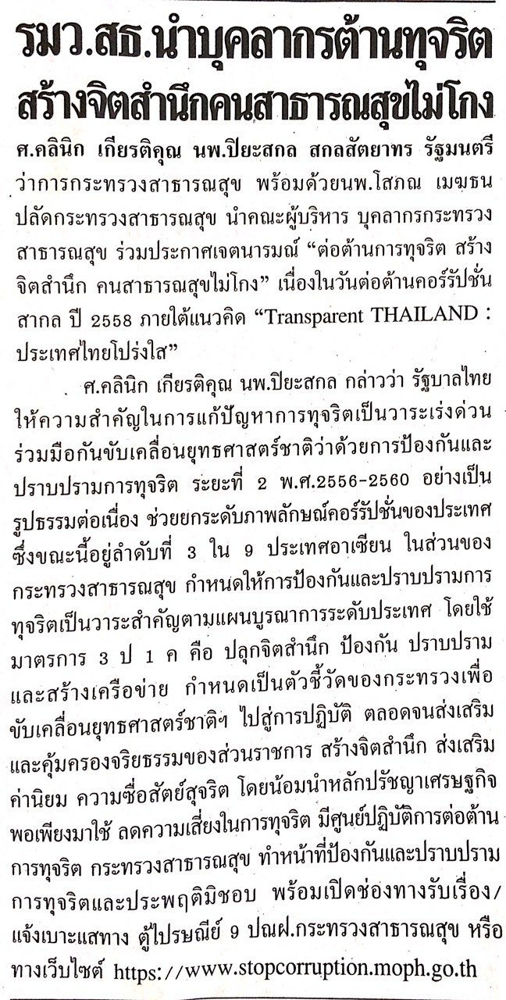 รมว.สธ.นำบุคลากรต้านทุจริต
สร้างจิตสำนึกคนสาธารณสุขไม่โกง
ศ.คลินิก เกียรติคุณ นพ.ปิยะสกล สกลสัตยาทร รัฐมนตรี
ว่าการกระทรวงสาธารณสุข พร้อมด้วยนพ.โสภณ เมฆธน
ปลัดกระทรวงสาธารณสุข นำคณะผู้บริหาร บุคลากรกระทรวง
สาธารณสุข ร่วมประกาศเจตนารมณ์ “ต่อต้านการทุจริต สร้าง
จิตสำนึก คนสาธารณสุขไม่โกง” เนื่องในวันต่อต้านคอร์รัปชั่น
สากล ปี 2558 ภายใต้แนวคิด “Transparent THAILAND :
ประเทศไทยโปร่งใส”
ศ.คลินิก เกียรติคุณ นพ.ปิยะสกล กล่าวว่า รัฐบาลไทย
ให้ความสำคัญในการแก้ปัญหาการทุจริตเป็นวาระเร่งด่วน
ร่วมมือกันขับเคลื่อนยุทธศาสตร์ชาติว่าด้วยการป้องกันและ
ปราบปรามการทุจริต ระยะที่ 2 พ.ศ.2556-2560 อย่างเป็น
รูปธรรมต่อเนื่อง ช่วยยกระดับภาพลักษณ์คอร์รัปชั่นของประเทศ
ซึ่งขณะนี้อยู่ลำดับที่ 3 ใน 9 ประเทศอาเซียน ในส่วนของ
กระทรวงสาธารณสุข กำหนดให้การป้องกันและปราบปรามการ
ทุจริตเป็นวาระสำคัญตามแผนบูรณาการระดับประเทศ โดยใช้
มาตรการ 3 ป 1 ค คือ ปลุกจิตสำนึก ป้องกัน ปราบปราม
และสร้างเครือข่าย กำหนดเป็นตัวชี้วัดของกระทรวงเพื่อ
ขับเคลื่อนยุทธศาสตร์ชาติฯ ไปสู่การปฏิบัติ ตลอดจนส่งเสริม
และคุ้มครองจริยธรรมของส่วนราชการ สร้างจิตสำนึก ส่งเสริม
ค่านิยม ความซื่อสัตย์สุจริต โดยน้อมนำหลักปรัชญาเศรษฐกิจ
พอเพียงมาใช้ ลดความเสี่ยงในการทุจริต มีศูนย์ปฏิบัติการต่อต้าน
การทุจริต กระทรวงสาธารณสุข ทำหน้าที่ป้องกันและปราบปราม
การทุจริตและประพฤติมิชอบ พร้อมเปิดช่องทางรับเรื่อง/
แจ้งเบาะแสทาง ตู้ไปรษณีย์ 9 ปณฝ.กระทรวงสาธารณสุข หรือ
ทางเว็บไซต์ https://www.stopcorruption.moph.go.th